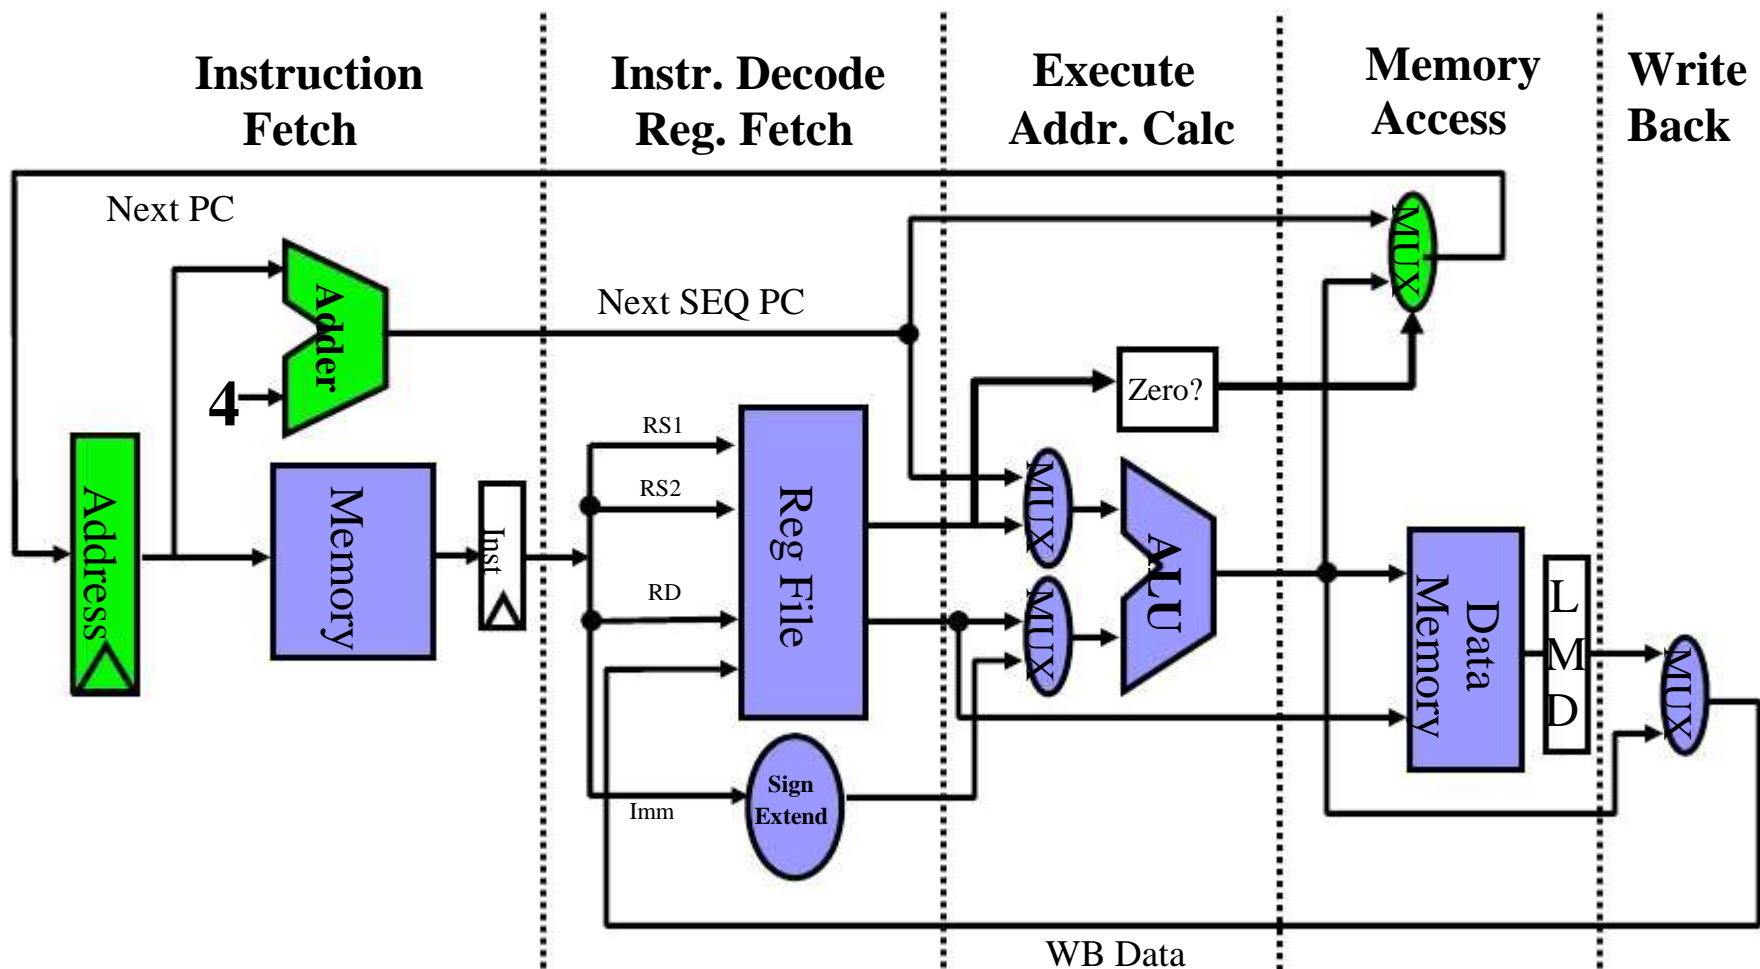 Instruction
Fetch
Instr. Decode
Reg. Fetch
Execute
Addr. Calc
Memory
Access
Write
Back
Next PC
Adder
4
Next SEQ PC
MUX
Zero?
Address
Memory
Inst
RS1
RS2
RD
Imm
Reg File
Sign
Extend
MUX
MUX
ALU
Data
Memory
L
M
D
MUX
WB Data